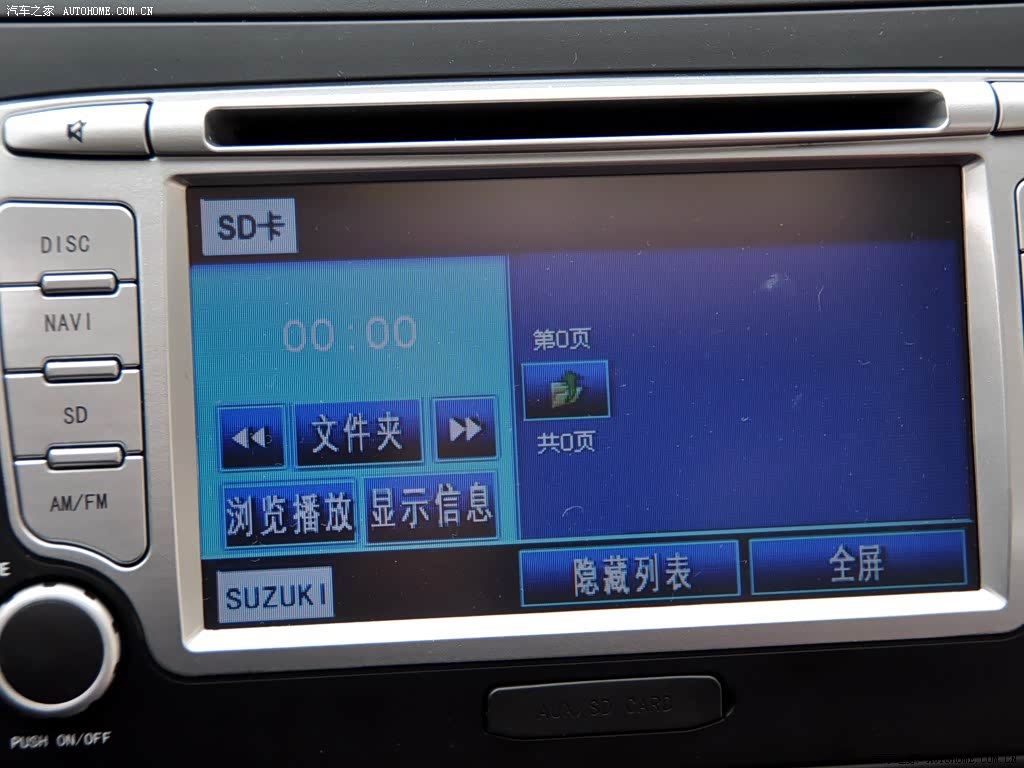 汽车之家 AUTOHOME.COM.CN
SD卡
DISC
NAVI
00:00
第0页
SD
文件夹
共0页
AM/FM
浏览播放 显示信息
隐藏列表 全屏
SUZUKI
AUX/SD CARD
PUSH ON/OFF